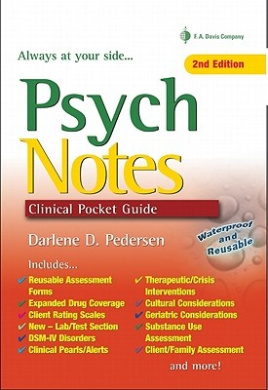 F. A. Davis Company
Always at your side...
2nd Edition
Psych
Notes
Clinical Pocket Guide
Waterproof and
Reusable
Darlene D. Pedersen
Includes...
Reusable Assessment
Forms
Expanded Drug Coverage
Client Rating Scales
New – Lab/Test Section
DSM-IV Disorders
Clinical Pearls/Alerts
Therapeutic/Crisis
Interventions
Cultural Considerations
Geriatric Considerations
Substance Use
Assessment
Client/Family Assessment
and more!